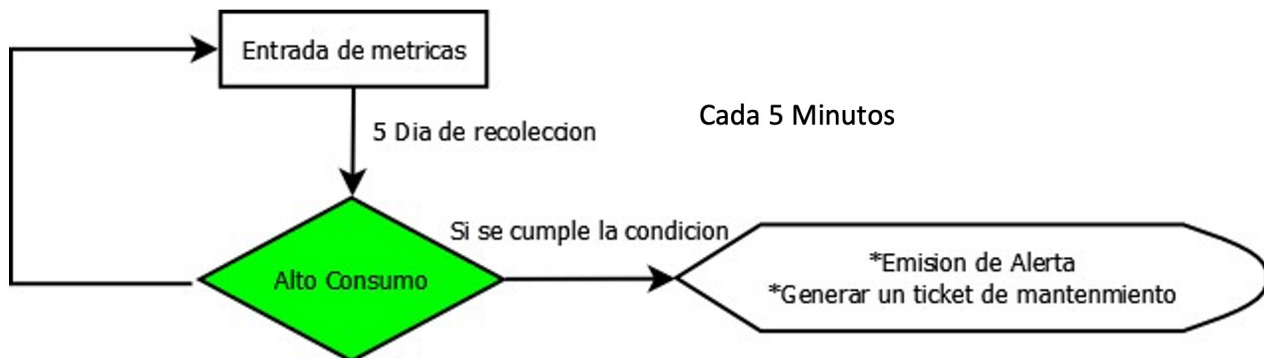 Entrada de metricas
5 Dia de recoleccion
Cada 5 Minutos
Si se cumple la condicion
Alto Consumo
*Emision de Alerta
*Generar un ticket de mantenmiento